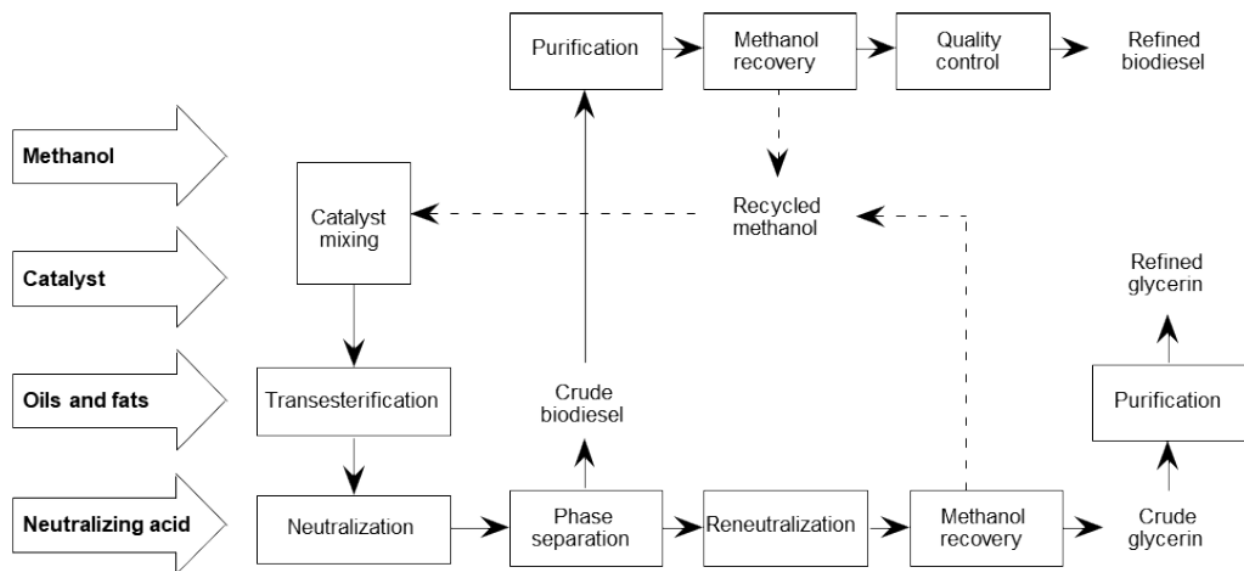 Purification
Methanol
recovery
Quality
control
Refined
biodiesel
Methanol
Catalyst
mixing
Recycled
methanol
Catalyst
Refined
glycerin
Oils and fats
Transesterification
Crude
biodiesel
Purification
Neutralizing acid
Neutralization
Phase
separation
Reneutralization
Methanol
recovery
Crude
glycerin